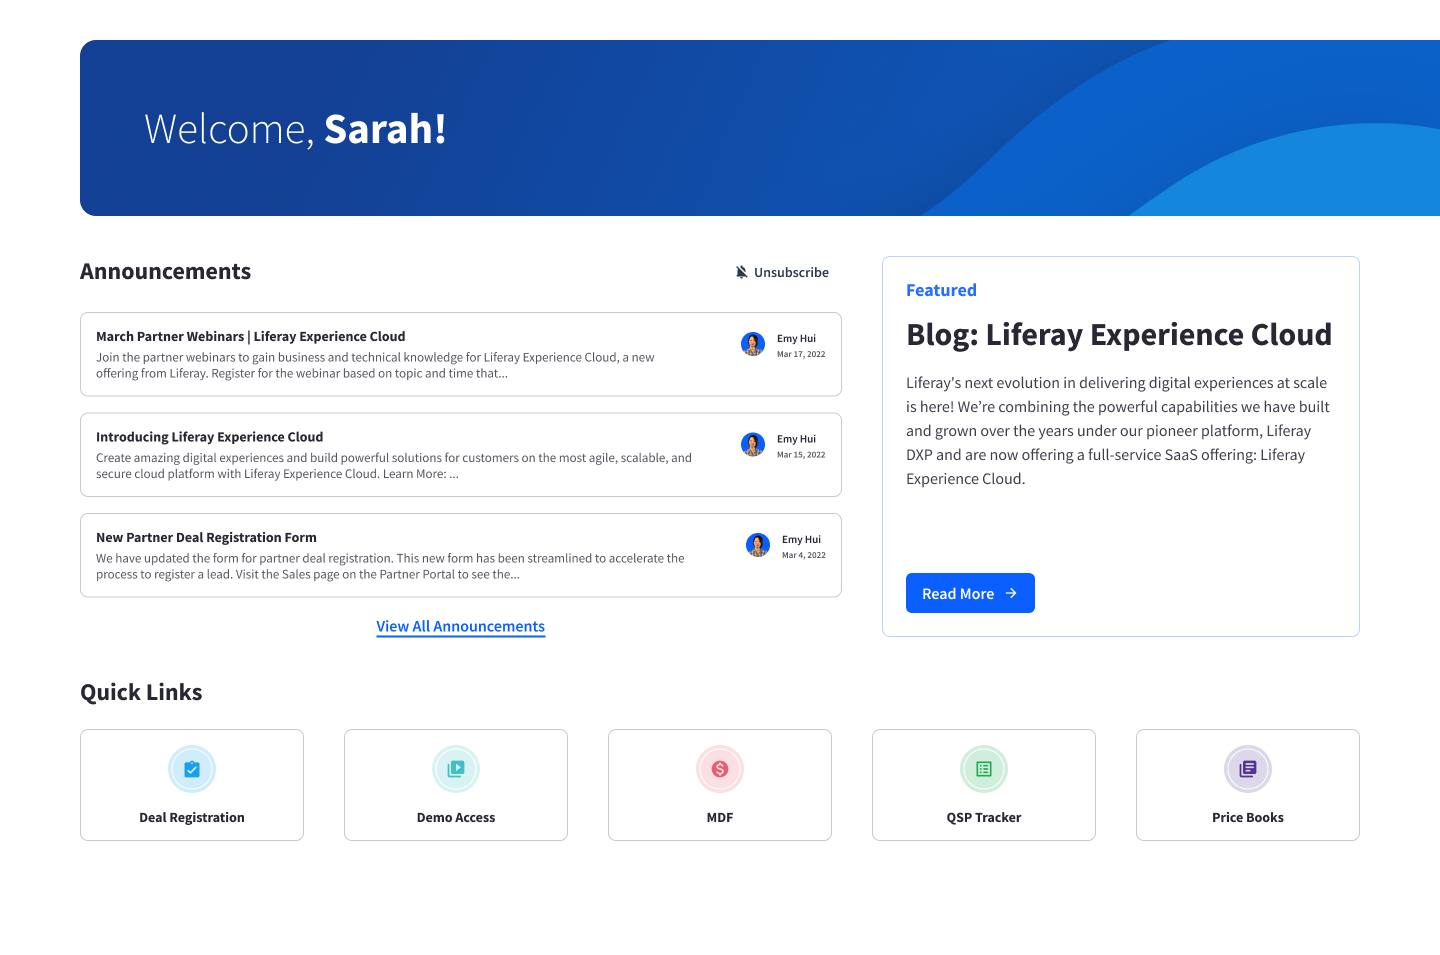 Welcome, Sarah!
Announcements
Unsubscribe
March Partner Webinars | Liferay Experience Cloud
Join the partner webinars to gain business and technical knowledge for Liferay Experience Cloud, a new
offering from Liferay. Register for the webinar based on topic and time that...
Emy Hui
Mar 17, 2022
Introducing Liferay Experience Cloud
Create amazing digital experiences and build powerful solutions for customers on the most agile, scalable, and
secure cloud platform with Liferay Experience Cloud. Learn More: ...
Emy Hui
Mar 15, 2022
New Partner Deal Registration Form
We have updated the form for partner deal registration. This new form has been streamlined to accelerate the
process to register a lead. Visit the Sales page on the Partner Portal to see the...
Emy Hui
Mar 4, 2022
View All Announcements
Featured
Blog: Liferay Experience Cloud
Liferay's next evolution in delivering digital experiences at scale
is here! We’re combining the powerful capabilities we have built
and grown over the years under our pioneer platform, Liferay
DXP and are now offering a full-service SaaS offering: Liferay
Experience Cloud.
Read More
Quick Links
Deal Registration
Demo Access
MDF
QSP Tracker
Price Books